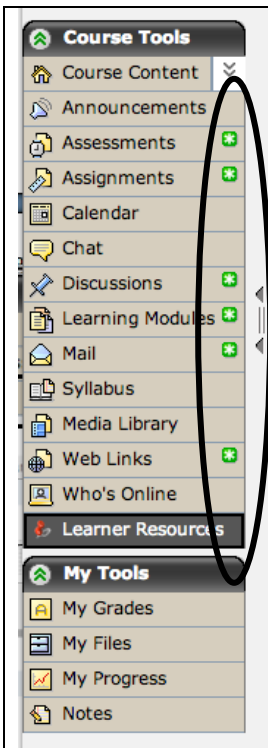 Course Tools
Course Content
Announcements
Assessments
Assignments
Calendar
Chat
Discussions
Learning Modules
Mail
Syllabus
Media Library
Web Links
Who's Online
Learner Resources
My Tools
My Grades
My Files
My Progress
Notes